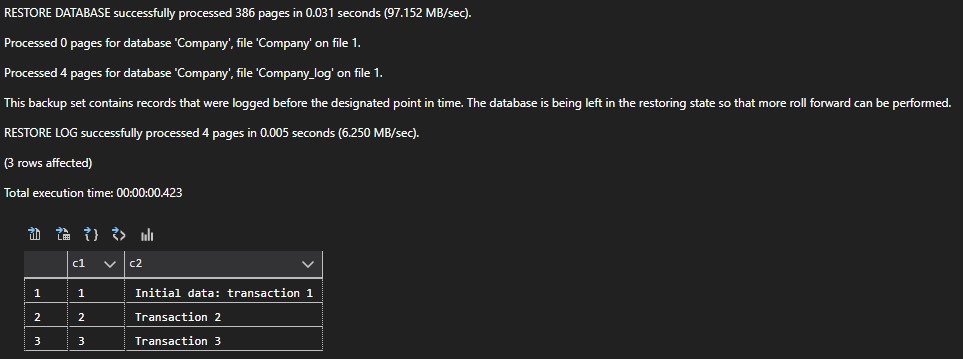 RESTORE DATABASE successfully processed 386 pages in 0.031 seconds (97.152 MB/sec).
Processed 0 pages for database 'Company', file 'Company' on file 1.
Processed 4 pages for database 'Company', file 'Company_log' on file 1.
This backup set contains records that were logged before the designated point in time. The database is being left in the restoring state so that more roll forward can be performed.
RESTORE LOG successfully processed 4 pages in 0.005 seconds (6.250 MB/sec).
(3 rows affected)
Total execution time: 00:00:00.423
c1 c2
1 1 Initial data: transaction 1
2 2 Transaction 2
3 3 Transaction 3